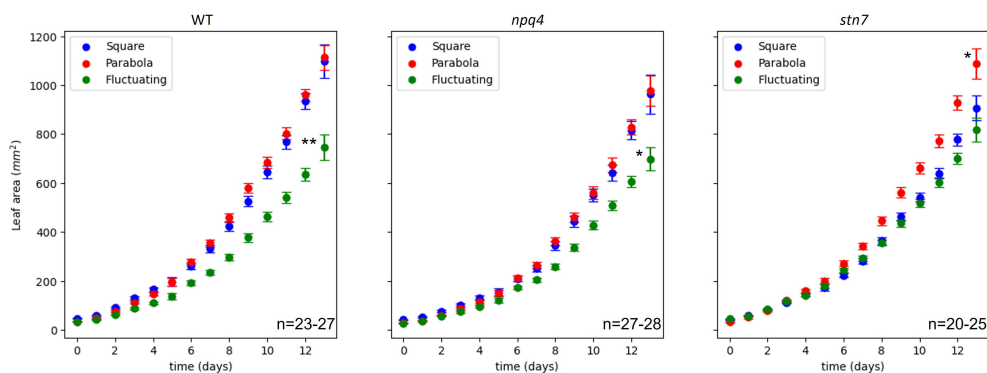 WT
npq4
stn7
Leaf area (mm²)
1200
1000
800
600
400
200
0
Square
Parabola
Fluctuating
**
n=23-27
0 2 4 6 8 10 12
time (days)
Square
Parabola
Fluctuating
*
n=27-28
0 2 4 6 8 10 12
time (days)
Square
Parabola
Fluctuating
*
n=20-25
0 2 4 6 8 10 12
time (days)